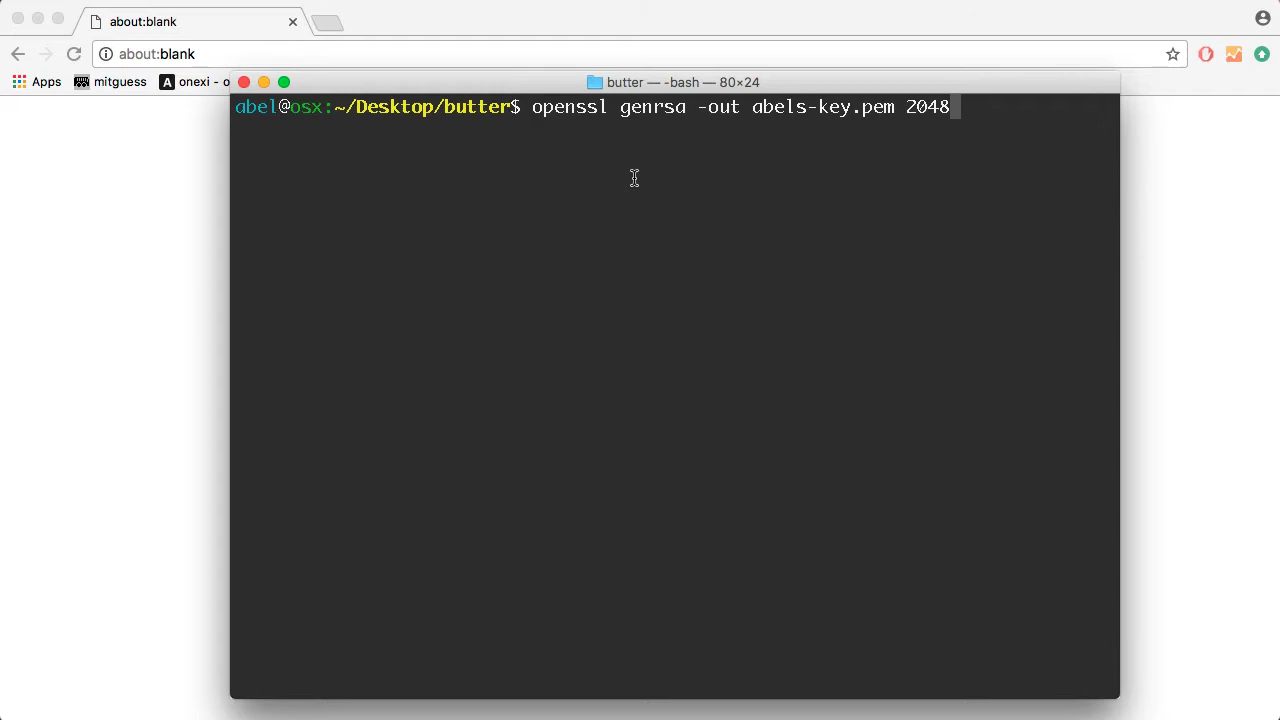 about:blank
about:blank
Apps mitguess onexi - o
butter — -bash — 80×24
abel@osx:~/Desktop/butter$ openssl genrsa -out abels-key.pem 2048